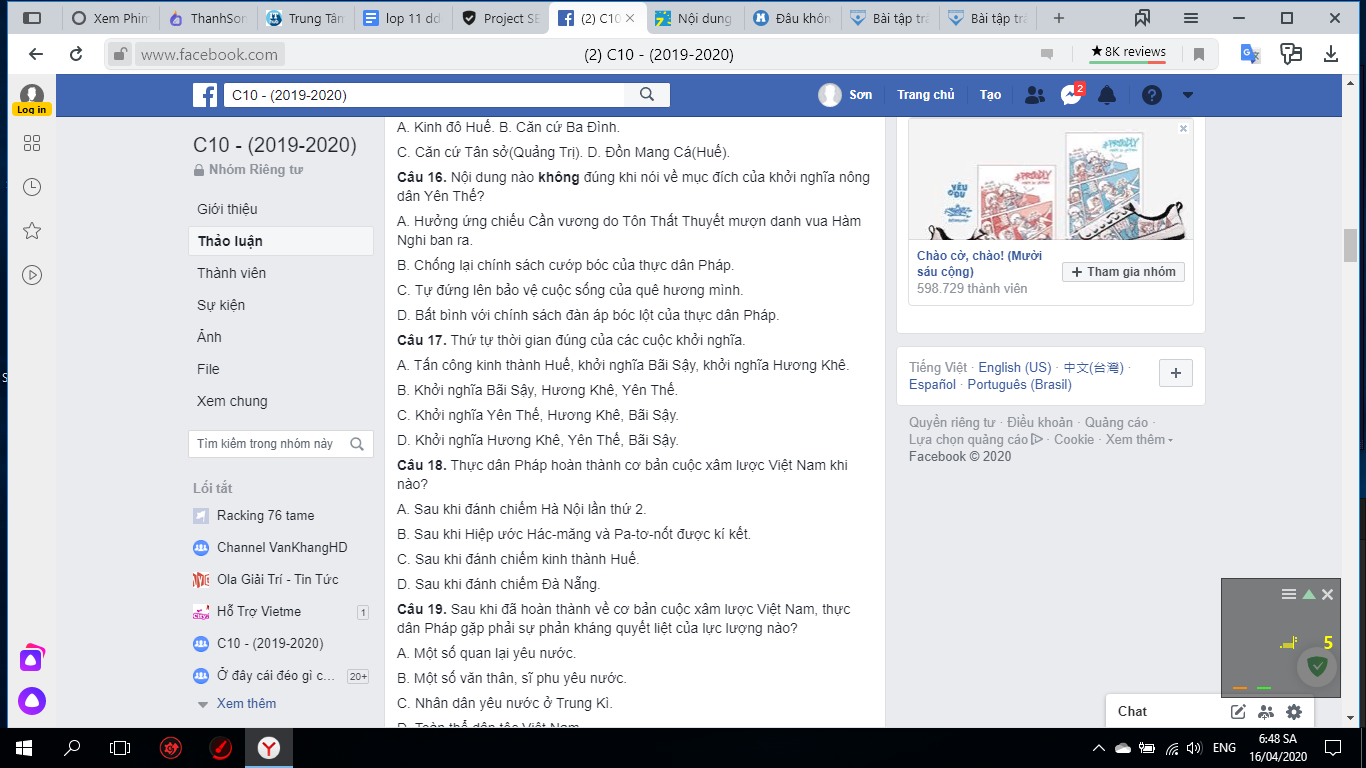 Xem Phim
ThanhSon
Trung Tâm
lop 11 dd
Project SE
(2) C10
Nội dung
Đâu khôn
Bài tập trắ
Bài tập trắ
www.facebook.com
(2) C10 - (2019-2020)
★8K reviews
Log in
C10 - (2019-2020)
Sơn
Trang chủ
Tạo
2
C10 - (2019-2020)
Nhóm Riêng tư
Giới thiệu
Thảo luận
Thành viên
Sự kiện
Ảnh
File
Xem chung
Tìm kiếm trong nhóm này
Lối tắt
Racking 76 tame
Channel VanKhangHD
Ola Giải Trí - Tin Tức
Hỗ Trợ Vietme 1
C10 - (2019-2020)
Ở đây cái đéo gì c... 20+
Xem thêm
A. Kinh đô Huế. B. Căn cứ Ba Đình.
C. Căn cứ Tân sở(Quảng Trị). D. Đồn Mang Cá(Huế).
Câu 16. Nội dung nào không đúng khi nói về mục đích của khởi nghĩa nông
dân Yên Thế?
A. Hưởng ứng chiếu Cần vương do Tôn Thất Thuyết mượn danh vua Hàm
Nghi ban ra.
B. Chống lại chính sách cướp bóc của thực dân Pháp.
C. Tự đứng lên bảo vệ cuộc sống của quê hương mình.
D. Bất bình với chính sách đàn áp bóc lột của thực dân Pháp.
Câu 17. Thứ tự thời gian đúng của các cuộc khởi nghĩa.
A. Tấn công kinh thành Huế, khởi nghĩa Bãi Sậy, khởi nghĩa Hương Khê.
B. Khởi nghĩa Bãi Sậy, Hương Khê, Yên Thế.
C. Khởi nghĩa Yên Thế, Hương Khê, Bãi Sậy.
D. Khởi nghĩa Hương Khê, Yên Thế, Bãi Sậy.
Câu 18. Thực dân Pháp hoàn thành cơ bản cuộc xâm lược Việt Nam khi
nào?
A. Sau khi đánh chiếm Hà Nội lần thứ 2.
B. Sau khi Hiệp ước Hác-măng và Pa-tơ-nốt được kí kết.
C. Sau khi đánh chiếm kinh thành Huế.
D. Sau khi đánh chiếm Đà Nẵng.
Câu 19. Sau khi đã hoàn thành về cơ bản cuộc xâm lược Việt Nam, thực
dân Pháp gặp phải sự phản kháng quyết liệt của lực lượng nào?
A. Một số quan lại yêu nước.
B. Một số văn thân, sĩ phu yêu nước.
C. Nhân dân yêu nước ở Trung Kì.
D. Toàn thể dân tộc Việt Nam.
Chào cờ, chào! (Mười
sáu cộng)
598.729 thành viên
+ Tham gia nhóm
Tiếng Việt · English (US) · 中文(台灣) ·
Español · Português (Brasil)
Quyền riêng tư · Điều khoản · Quảng cáo ·
Lựa chọn quảng cáo · Cookie · Xem thêm
Facebook © 2020
5
Chat
ENG
6:48 SA
16/04/2020